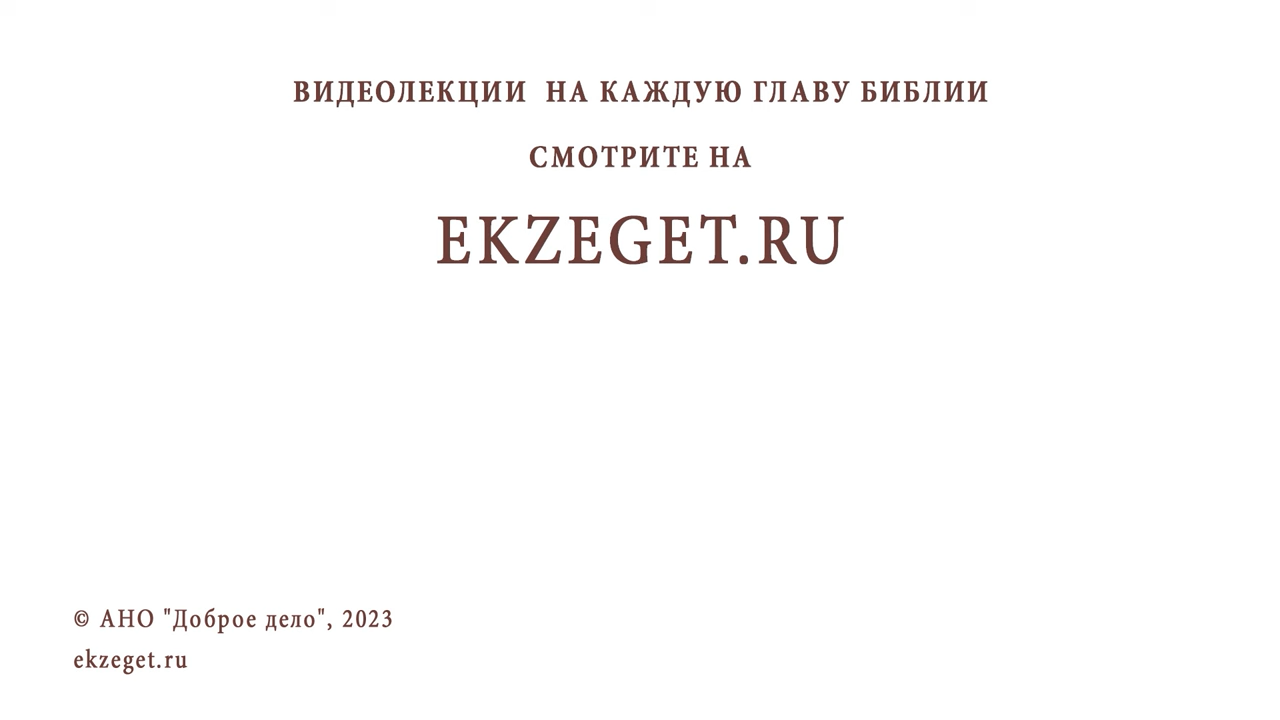 ВИДЕОЛЕКЦИИ НА КАЖДУЮ ГЛАВУ БИБЛИИ
СМОТРИТЕ НА
EKZEGET.RU
© АНО "Доброе дело", 2023
ekzeget.ru